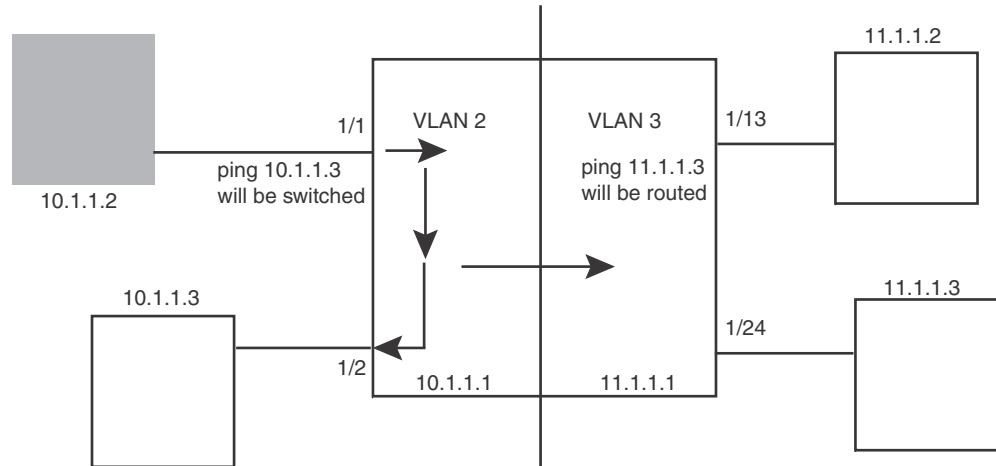 11.1.1.2
1/1
VLAN 2
VLAN 3
1/13
ping 10.1.1.3
will be switched
ping 11.1.1.3
will be routed
10.1.1.2
10.1.1.3
11.1.1.3
1/24
1/2
10.1.1.1
11.1.1.1